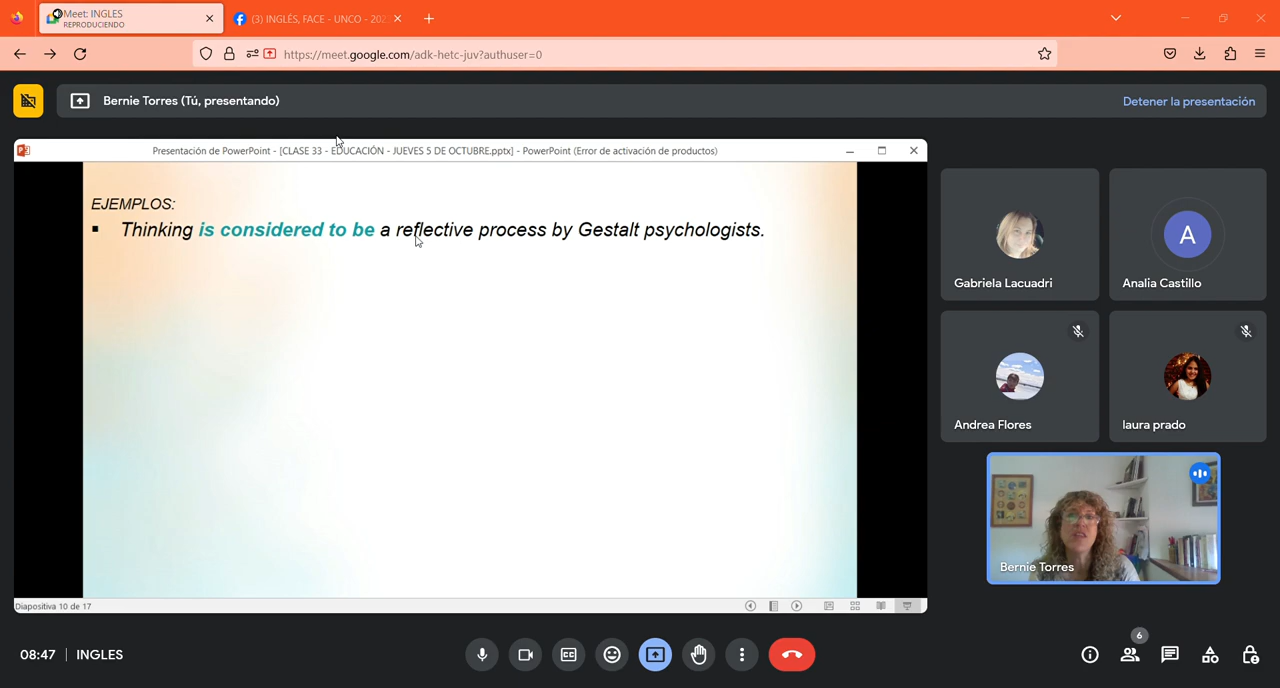 Meet: INGLES
REPRODUCIENDO
(3) INGLÉS, FACE - UNCO - 202
https://meet.google.com/adk-hetc-juv?authuser=0
Bernie Torres (Tú, presentando)
Detener la presentación
Presentación de PowerPoint - [CLASE 33 - EDUCACIÓN - JUEVES 5 DE OCTUBRE.pptx] - PowerPoint (Error de activación de productos)
EJEMPLOS:
▪ Thinking is considered to be a reflective process by Gestalt psychologists.
Gabriela Lacuadri
A
Analia Castillo
Andrea Flores
laura prado
Bernie Torres
Diapositiva 10 de 17
08:47 | INGLES
6